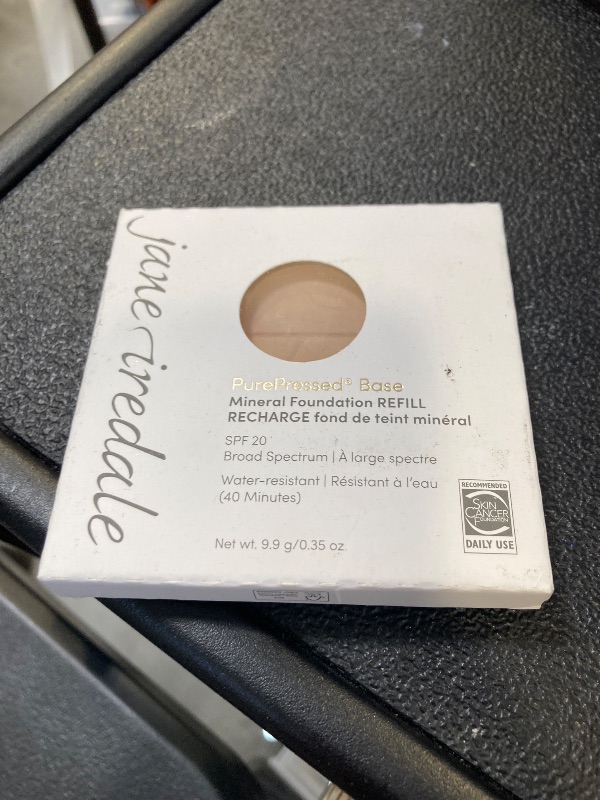 jane iredale
PurePressed® Base
Mineral Foundation REFILL
RECHARGE fond de teint minéral
SPF 20
Broad Spectrum | À large spectre
Water-resistant | Résistant à l'eau
(40 Minutes)
Net wt. 9.9 g/0.35 oz.
RECOMMENDED
SKIN
CANCER
FOUNDATION
DAILY USE